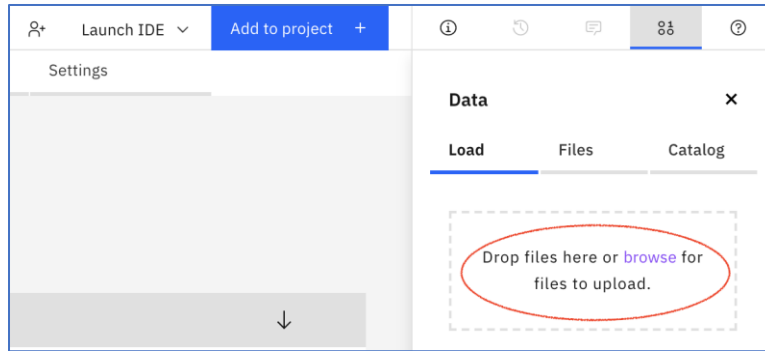 Launch IDE
Add to project +
Settings
Data
Load
Files
Catalog
Drop files here or browse for
files to upload.